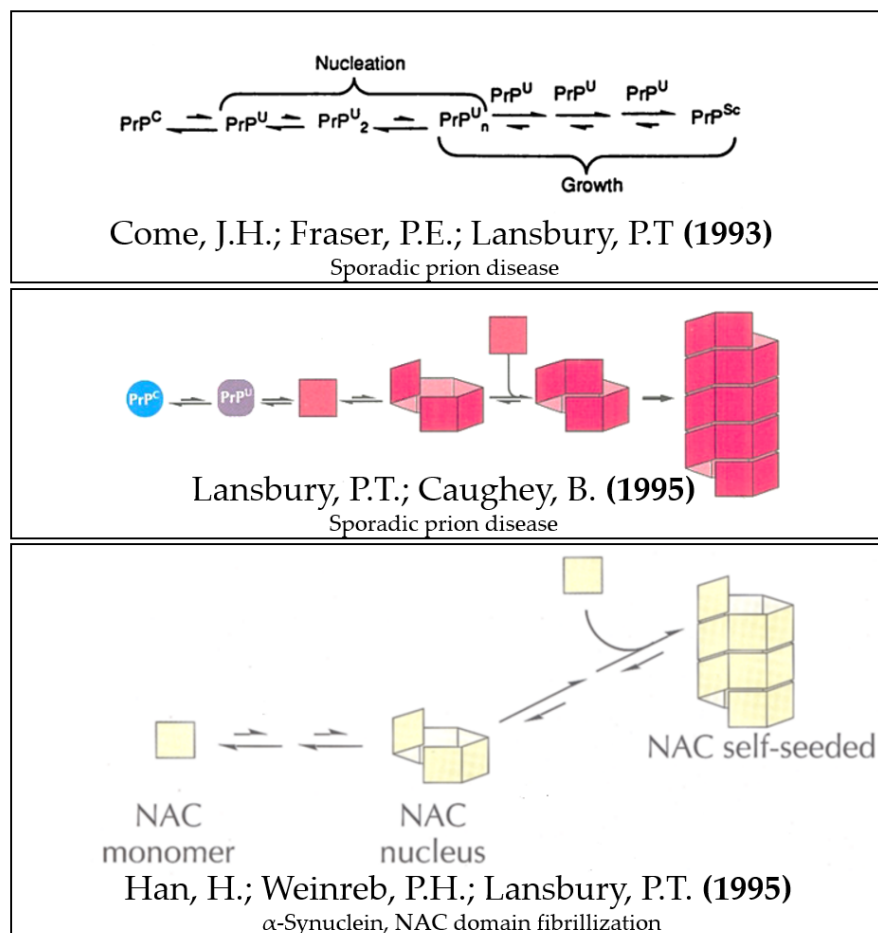 Nucleation
PrP^U PrP^U PrP^U
PrP^C PrP^U PrP^U_2 PrP^U_n PrP^Sc
Growth
Come, J.H.; Fraser, P.E.; Lansbury, P.T (1993)
Sporadic prion disease
PrP^C PrP^U
Lansbury, P.T.; Caughey, B. (1995)
Sporadic prion disease
NAC self-seeded
NAC NAC
monomer nucleus
Han, H.; Weinreb, P.H.; Lansbury, P.T. (1995)
α-Synuclein, NAC domain fibrillization